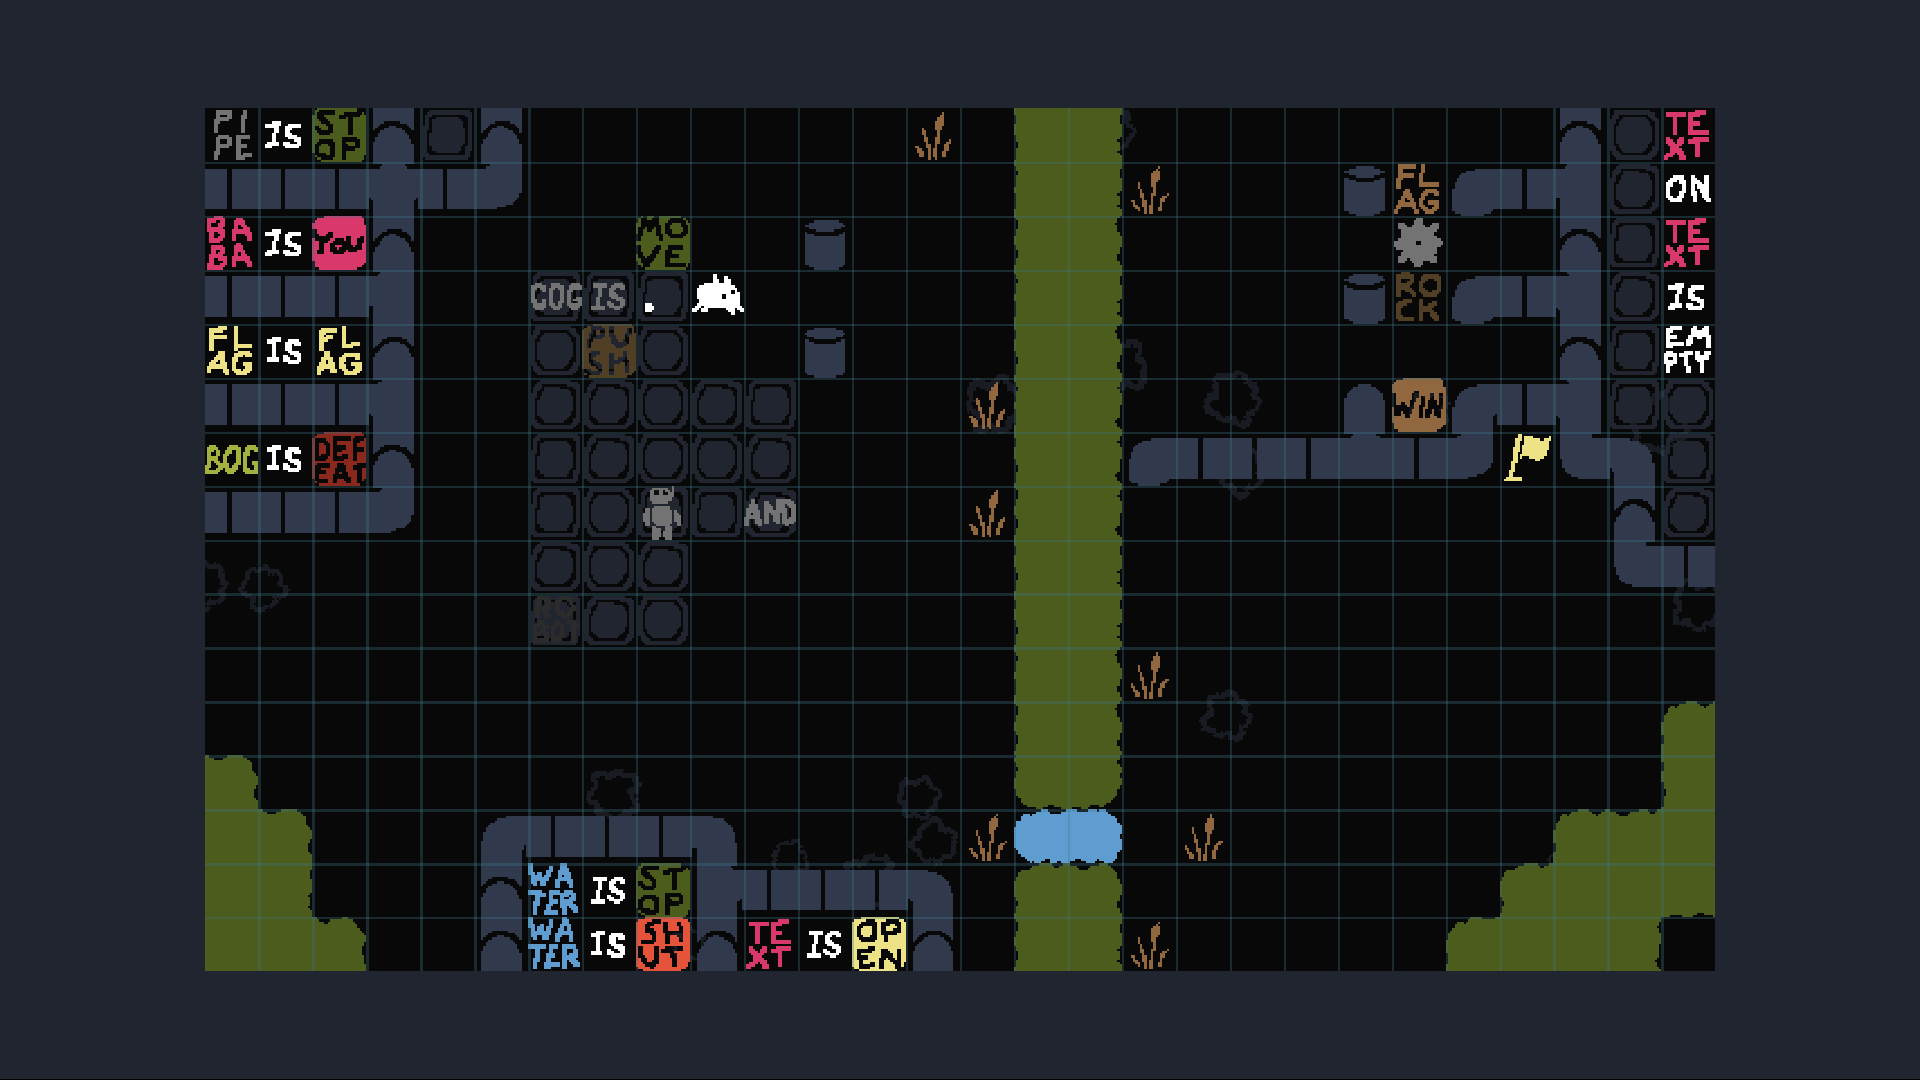 PIPE IS STOP
TEXT
FLAG
ON
BABA IS YOU
MOVE
TEXT
COG IS
ROCK
IS
FLAG IS FLAG
PUSH
EMPTY
WIN
BOG IS DEFEAT
AND
ROBOT
WATER IS STOP
WATER IS SHUT
TEXT IS OPEN